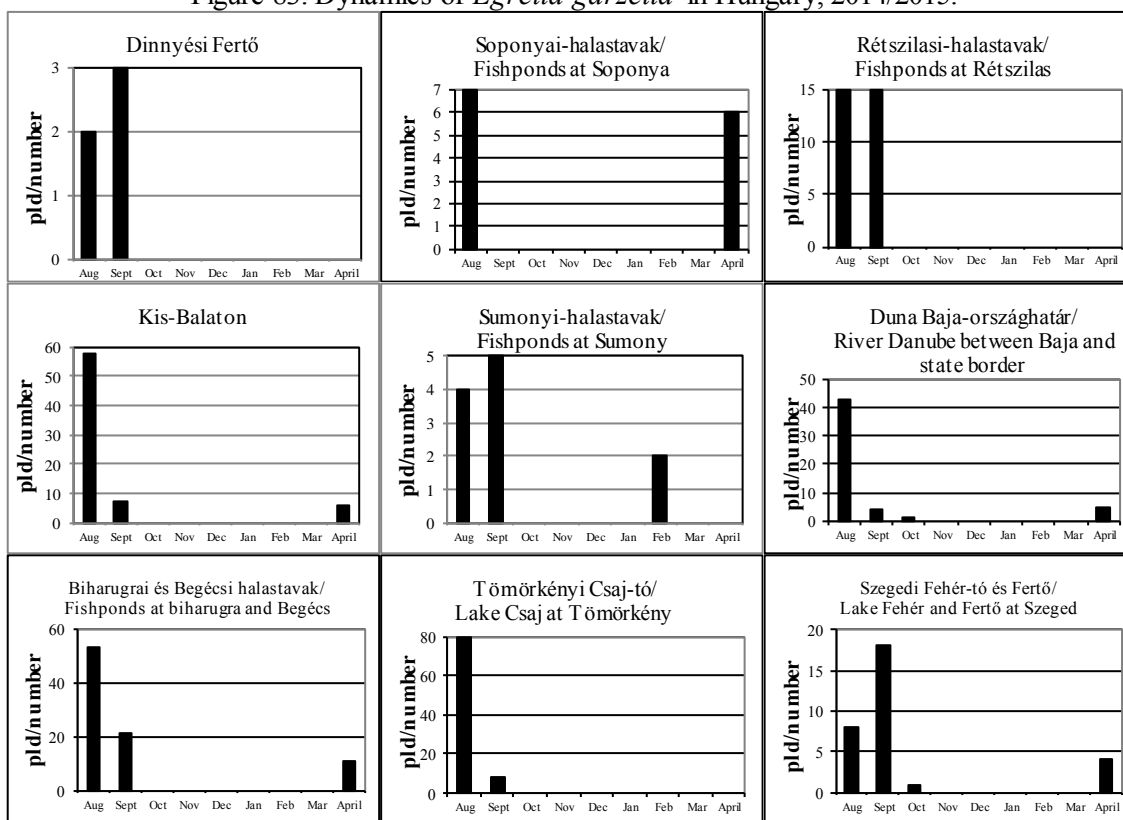 Figure 83. Dynamics of Egretta garzetta in Hungary, 2014/2015.
Dinnyési Fertő
pld/number
3
2
1
0
Aug Sept Oct Nov Dec Jan Feb Mar April
Soponyai-halastavak/
Fishponds at Soponya
pld/number
7
6
5
4
3
2
1
0
Aug Sept Oct Nov Dec Jan Feb Mar April
Rétszilasi-halastavak/
Fishponds at Rétszilas
pld/number
15
10
5
0
Aug Sept Oct Nov Dec Jan Feb Mar April
Kis-Balaton
pld/number
60
50
40
30
20
10
0
Aug Sept Oct Nov Dec Jan Feb Mar April
Sumonyi-halastavak/
Fishponds at Sumony
pld/number
5
4
3
2
1
0
Aug Sept Oct Nov Dec Jan Feb Mar April
Duna Baja-országhatár/
River Danube between Baja and
state border
pld/number
50
40
30
20
10
0
Aug Sept Oct Nov Dec Jan Feb Mar April
Biharugrai és Begécsi halastavak/
Fishponds at biharugra and Begécs
pld/number
60
40
20
0
Aug Sept Oct Nov Dec Jan Feb Mar April
Tömörkényi Csaj-tó/
Lake Csaj at Tömörkény
pld/number
80
60
40
20
0
Aug Sept Oct Nov Dec Jan Feb Mar April
Szegedi Fehér-tó és Fertő/
Lake Fehér and Fertő at Szeged
pld/number
20
15
10
5
0
Aug Sept Oct Nov Dec Jan Feb Mar April